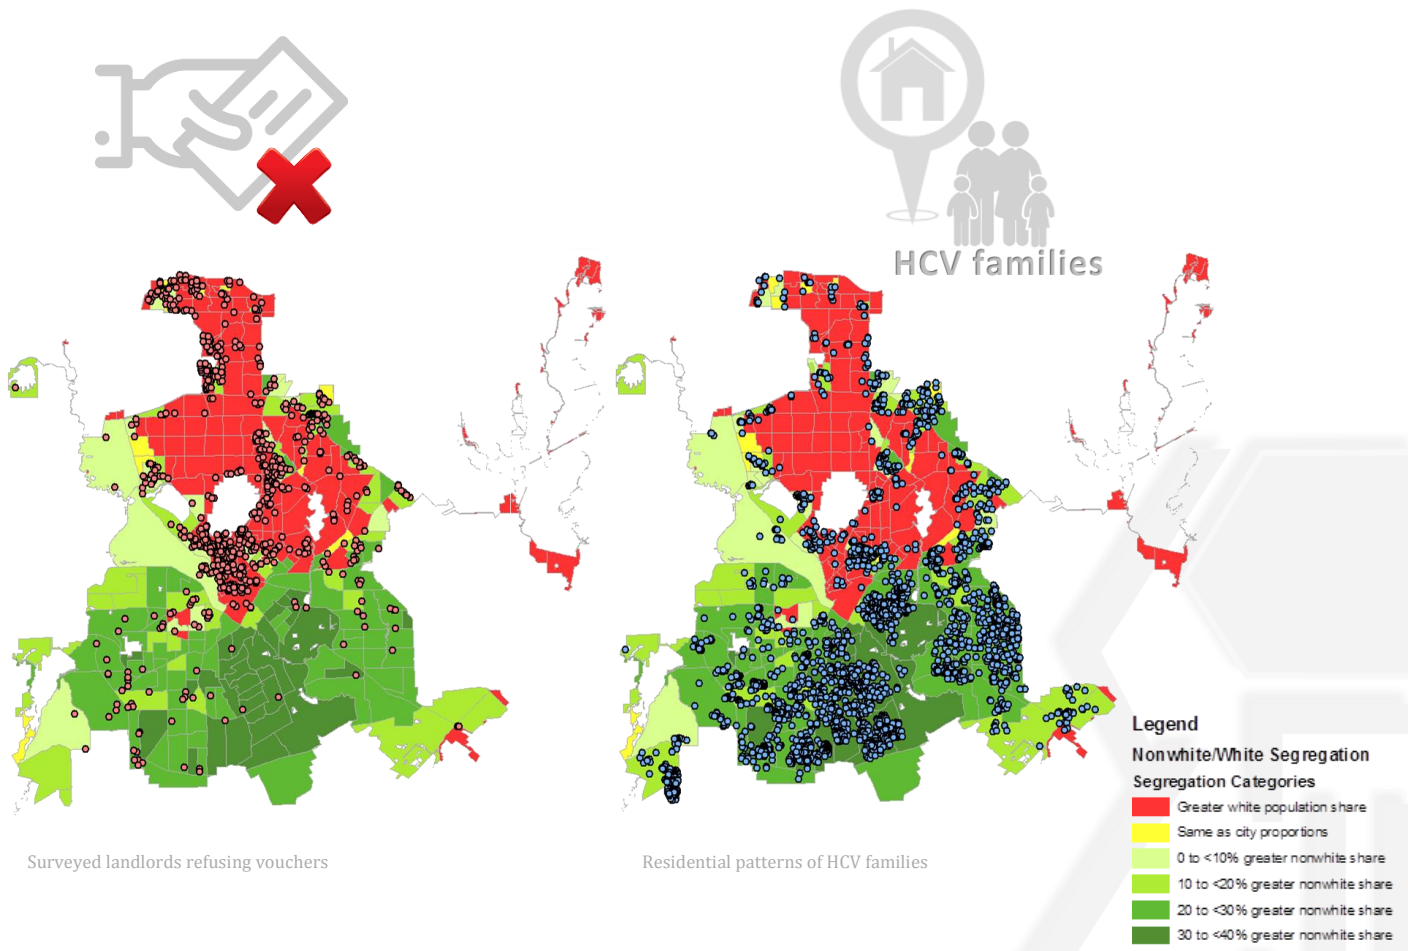 HCV families
Surveyed landlords refusing vouchers
Residential patterns of HCV families
Legend
Nonwhite/White Segregation
Segregation Categories
Greater white population share
Same as city proportions
0 to <10% greater nonwhite share
10 to <20% greater nonwhite share
20 to <30% greater nonwhite share
30 to <40% greater nonwhite share